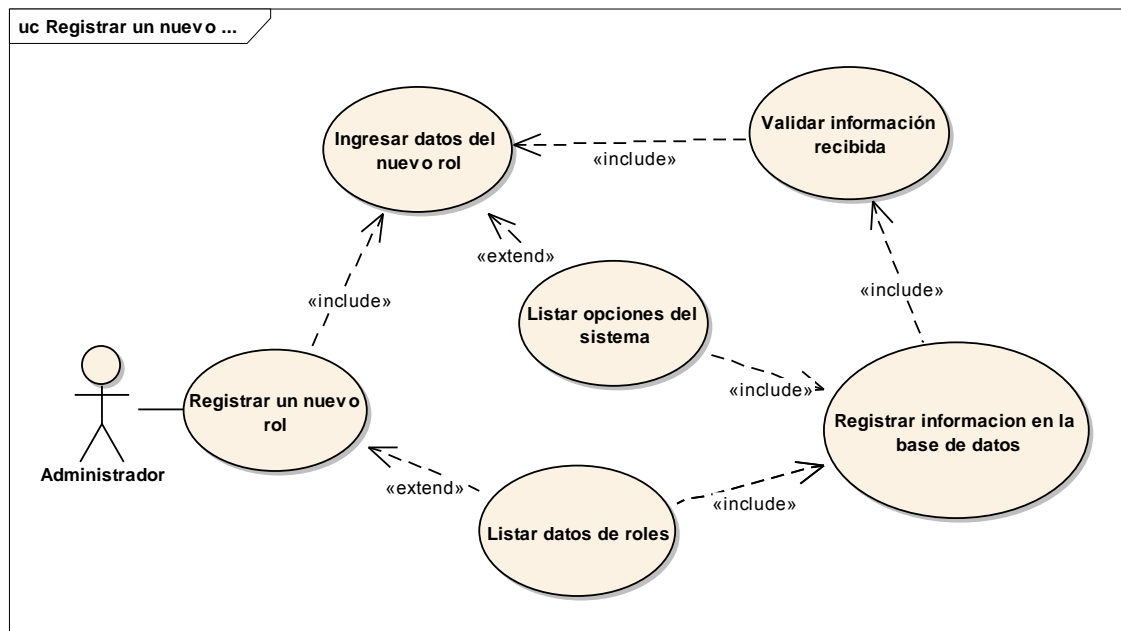 uc Registrar un nuevo ...
Ingresar datos del
nuevo rol
Validar información
recibida
«include»
«extend»
«include»
«include»
Listar opciones del
sistema
«include»
Registrar un nuevo
rol
Registrar informacion en la
base de datos
Administrador
«extend»
«include»
Listar datos de roles